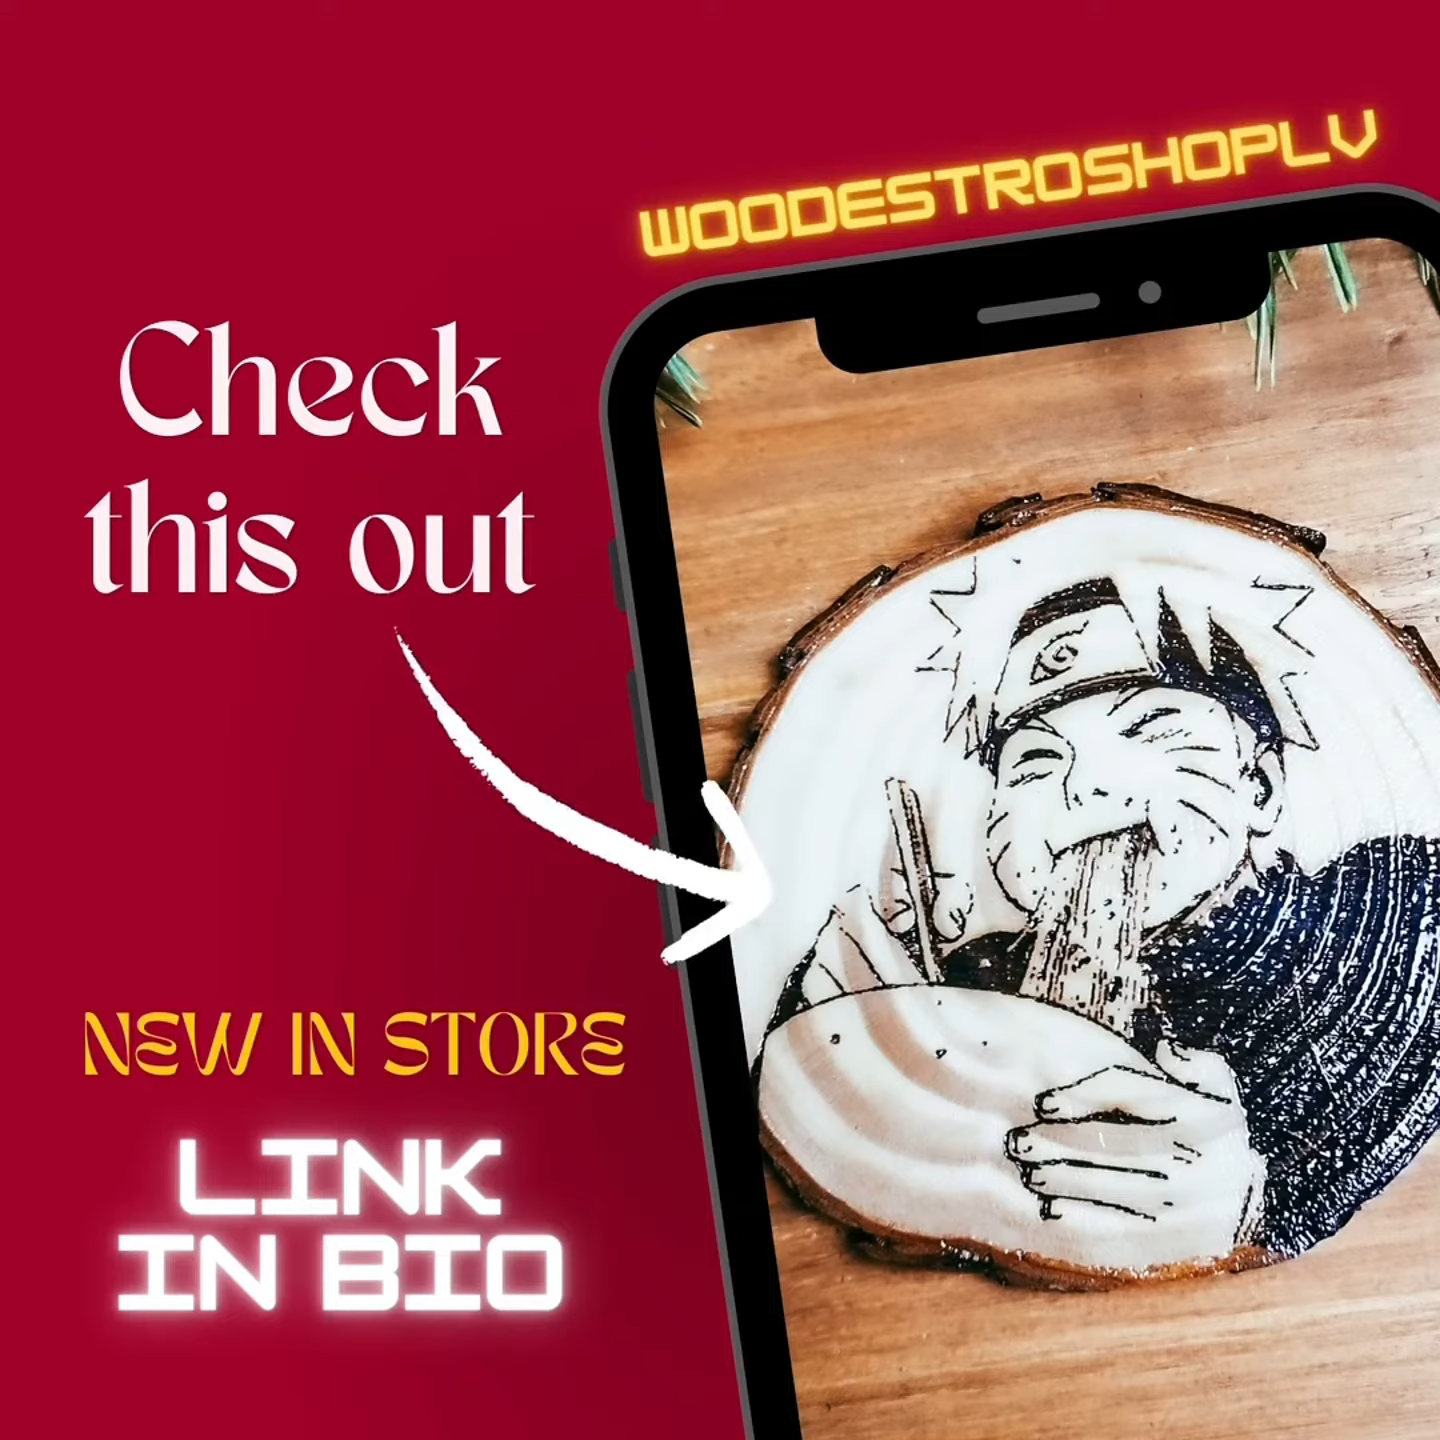 WOODESTROSHOPLV
Check
this out
NEW IN STORE
LINK
IN BIO